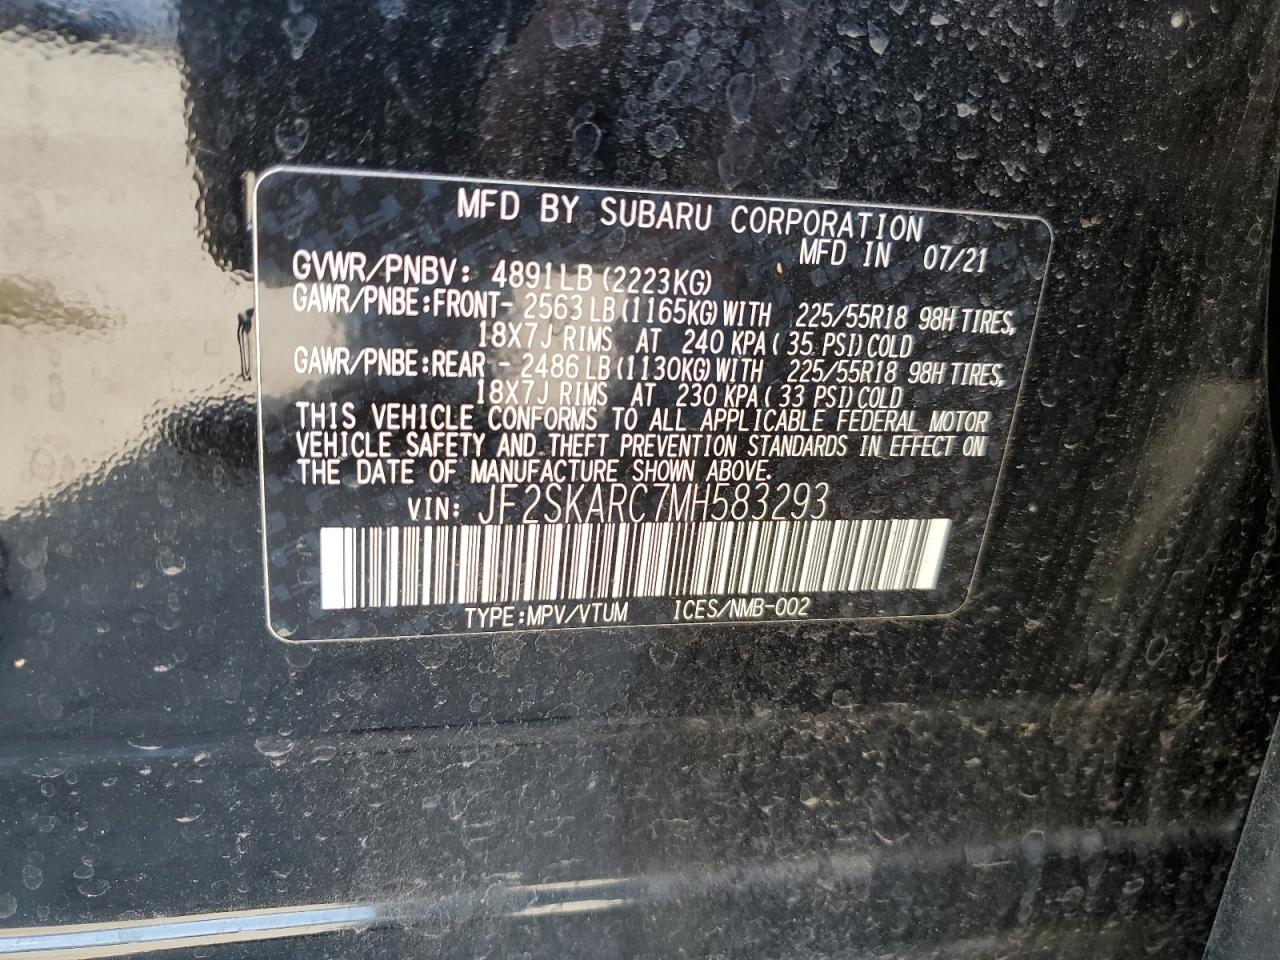 MFD BY SUBARU CORPORATION
MFD IN 07/21
GVWR/PNBV: 4891LB (2223KG)
GAWR/PNBE:FRONT- 2563LB (1165KG) WITH 225/55R18 98H TIRES,
18X7J RIMS AT 240 KPA ( 35 PSI) COLD
GAWR/PNBE:REAR - 2486LB (1130KG) WITH 225/55R18 98H TIRES,
18X7J RIMS AT 230 KPA ( 33 PSI) COLD
THIS VEHICLE CONFORMS TO ALL APPLICABLE FEDERAL MOTOR
VEHICLE SAFETY AND THEFT PREVENTION STANDARDS IN EFFECT ON
THE DATE OF MANUFACTURE SHOWN ABOVE.
VIN: JF2SKARC7MH583293
TYPE:MPV/VTUM ICES/NMB-002